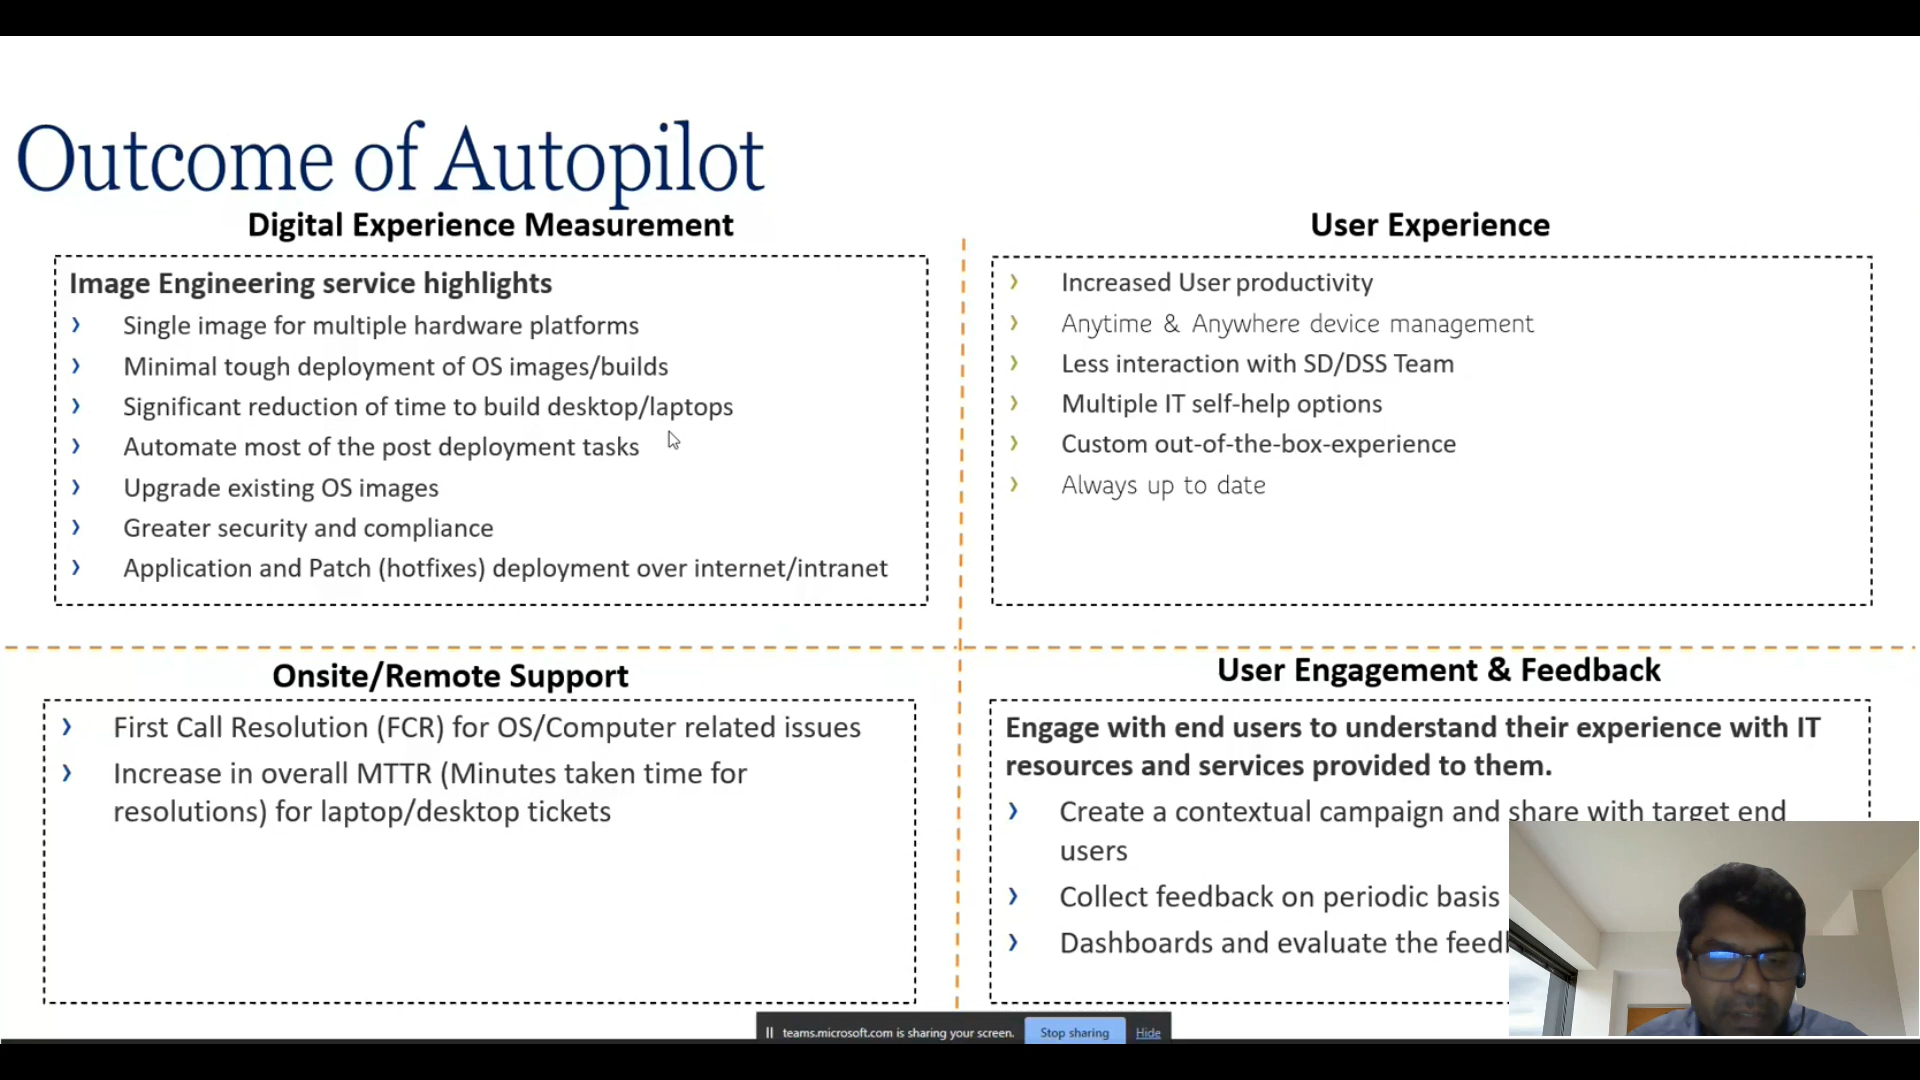 Outcome of Autopilot
Digital Experience Measurement
Image Engineering service highlights
Single image for multiple hardware platforms
Minimal tough deployment of OS images/builds
Significant reduction of time to build desktop/laptops
Automate most of the post deployment tasks
Upgrade existing OS images
Greater security and compliance
Application and Patch (hotfixes) deployment over internet/intranet
User Experience
Increased User productivity
Anytime & Anywhere device management
Less interaction with SD/DSS Team
Multiple IT self-help options
Custom out-of-the-box-experience
Always up to date
Onsite/Remote Support
First Call Resolution (FCR) for OS/Computer related issues
Increase in overall MTTR (Minutes taken time for
resolutions) for laptop/desktop tickets
User Engagement & Feedback
Engage with end users to understand their experience with IT
resources and services provided to them.
Create a contextual campaign and share with target end
users
Collect feedback on periodic basis
Dashboards and evaluate the
teams.microsoft.com is sharing your screen.
Stop sharing
Hide